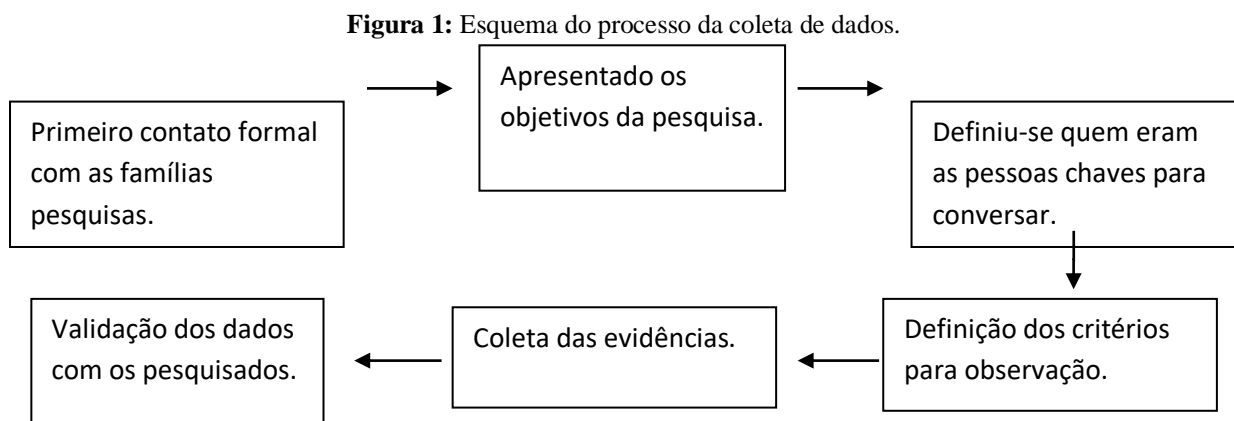 Figura 1: Esquema do processo da coleta de dados.
Primeiro contato formal
com as famílias
pesquisas.
Apresentado os
objetivos da pesquisa.
Definiu-se quem eram
as pessoas chaves para
conversar.
Definição dos critérios
para observação.
Coleta das evidências.
Validação dos dados
com os pesquisados.